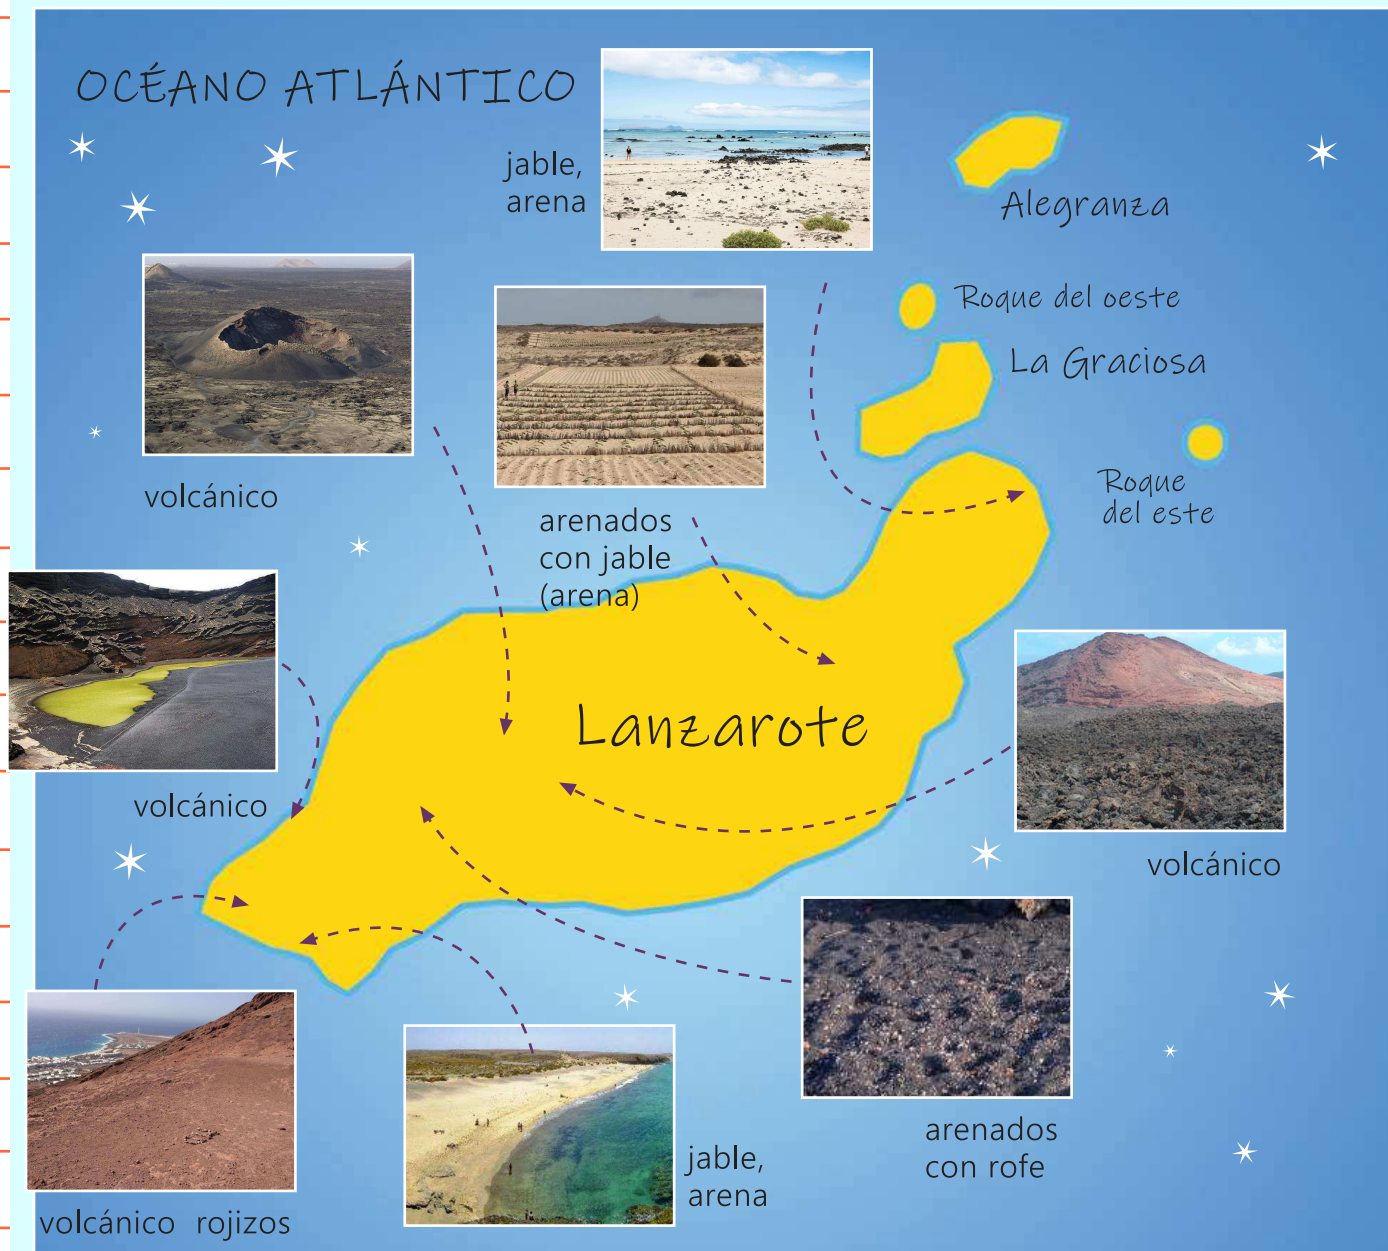 OCÉANO ATLÁNTICO
jable,
arena
Alegranza
Roque del oeste
La Graciosa
Roque
del este
volcánico
arenados
con jable
(arena)
Lanzarote
volcánico
volcánico
arenados
con rofe
jable,
arena
volcánico rojizos